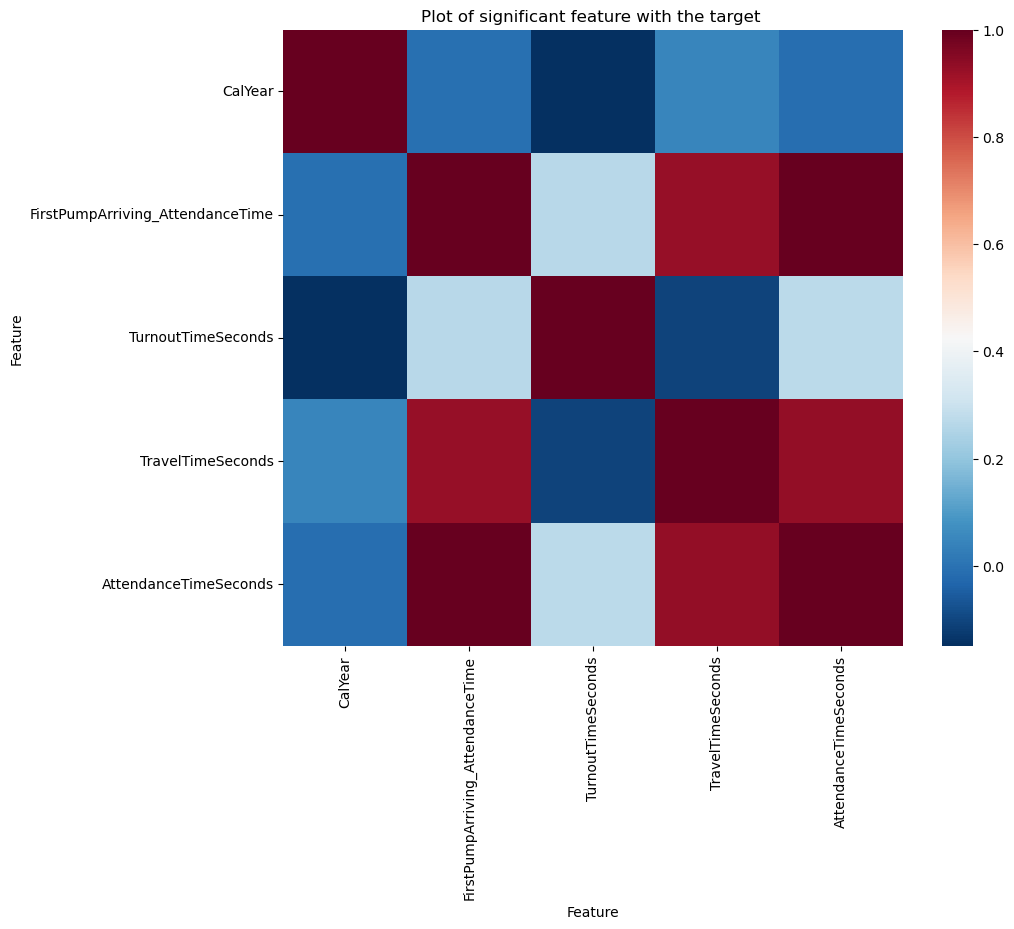 Plot of significant feature with the target
CalYear
FirstPumpArriving_AttendanceTime
TurnoutTimeSeconds
TravelTimeSeconds
AttendanceTimeSeconds
Feature
CalYear
FirstPumpArriving_AttendanceTime
TurnoutTimeSeconds
TravelTimeSeconds
AttendanceTimeSeconds
Feature
1.0
0.8
0.6
0.4
0.2
0.0